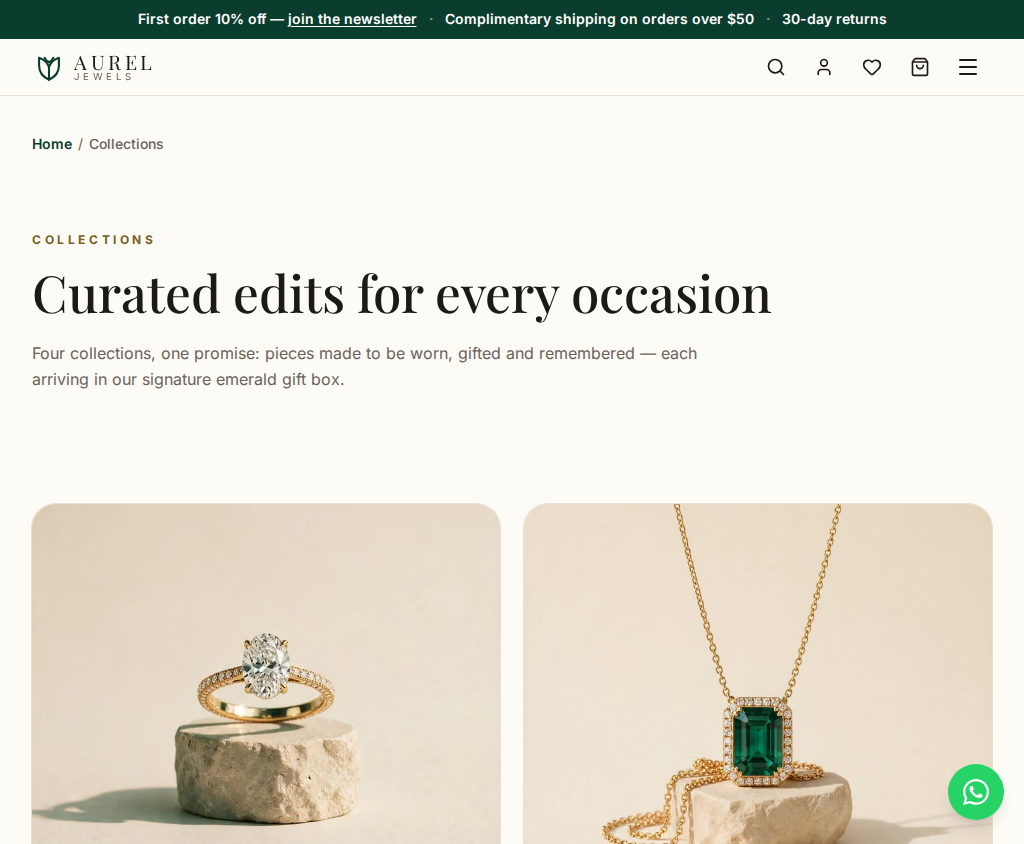 First order 10% off — join the newsletter · Complimentary shipping on orders over $50 · 30-day returns
AUREL
JEWELS
Home / Collections
COLLECTIONS
Curated edits for every occasion
Four collections, one promise: pieces made to be worn, gifted and remembered — each
arriving in our signature emerald gift box.